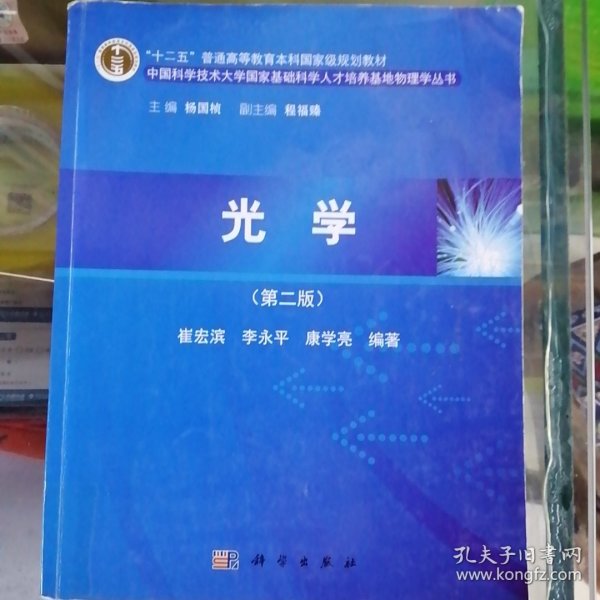 “十二五”普通高等教育本科国家级规划教材
中国科学技术大学国家基础科学人才培养基地物理学丛书
主编 杨国桢 副主编 程福臻
光学
（第二版）
崔宏滨 李永平 康学亮 编著
科学出版社
孔夫子旧书网
www.kongfz.com